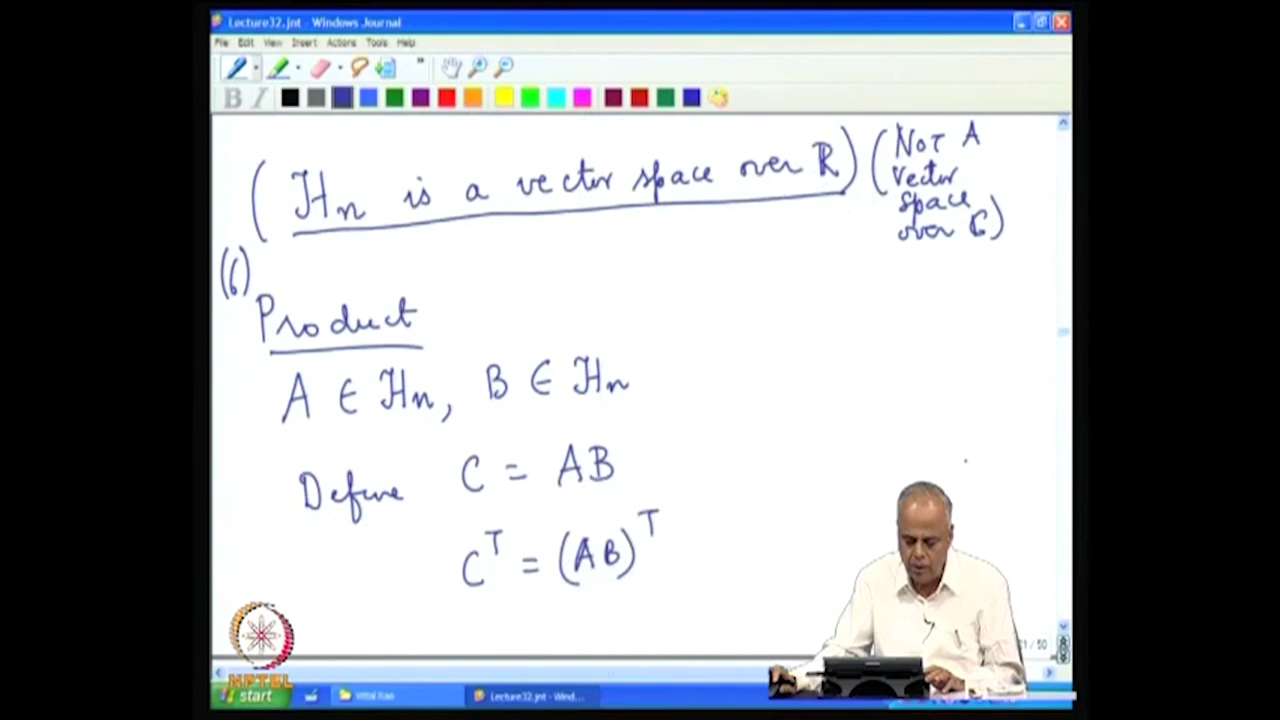 Lecture32.jnt - Windows Journal
File Edit View Insert Actions Tools Help
B I
( ℋn is a vector space over ℝ) (Not A
vector
space
over ℂ)
(6)
Product
A ∈ ℋn, B ∈ ℋn
Define C = AB
C^T = (AB)^T
NPTEL
start
Lecture32.jnt - Wind...